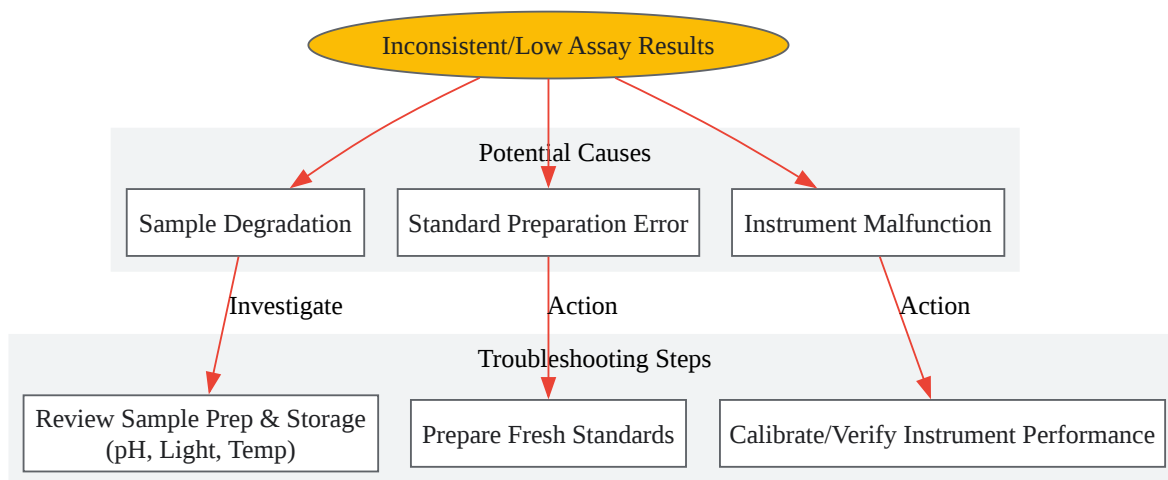 Inconsistent/Low Assay Results
Potential Causes
Sample Degradation
Standard Preparation Error
Instrument Malfunction
Investigate
Action
Action
Troubleshooting Steps
Review Sample Prep & Storage
(pH, Light, Temp)
Prepare Fresh Standards
Calibrate/Verify Instrument Performance